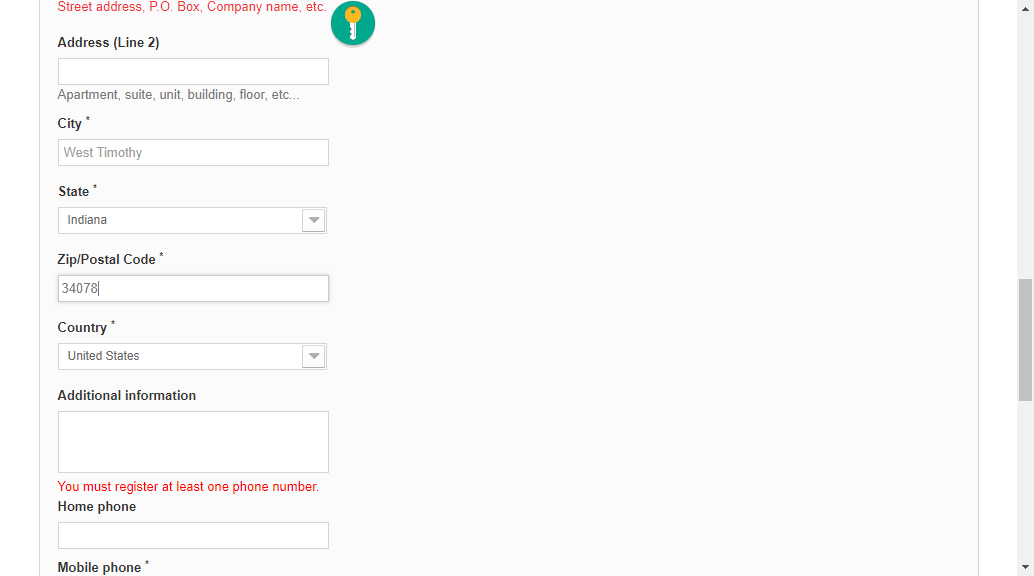 Street address, P.O. Box, Company name, etc.
Address (Line 2)
Apartment, suite, unit, building, floor, etc...
City *
West Timothy
State *
Indiana
Zip/Postal Code *
34078
Country *
United States
Additional information
You must register at least one phone number.
Home phone
Mobile phone *